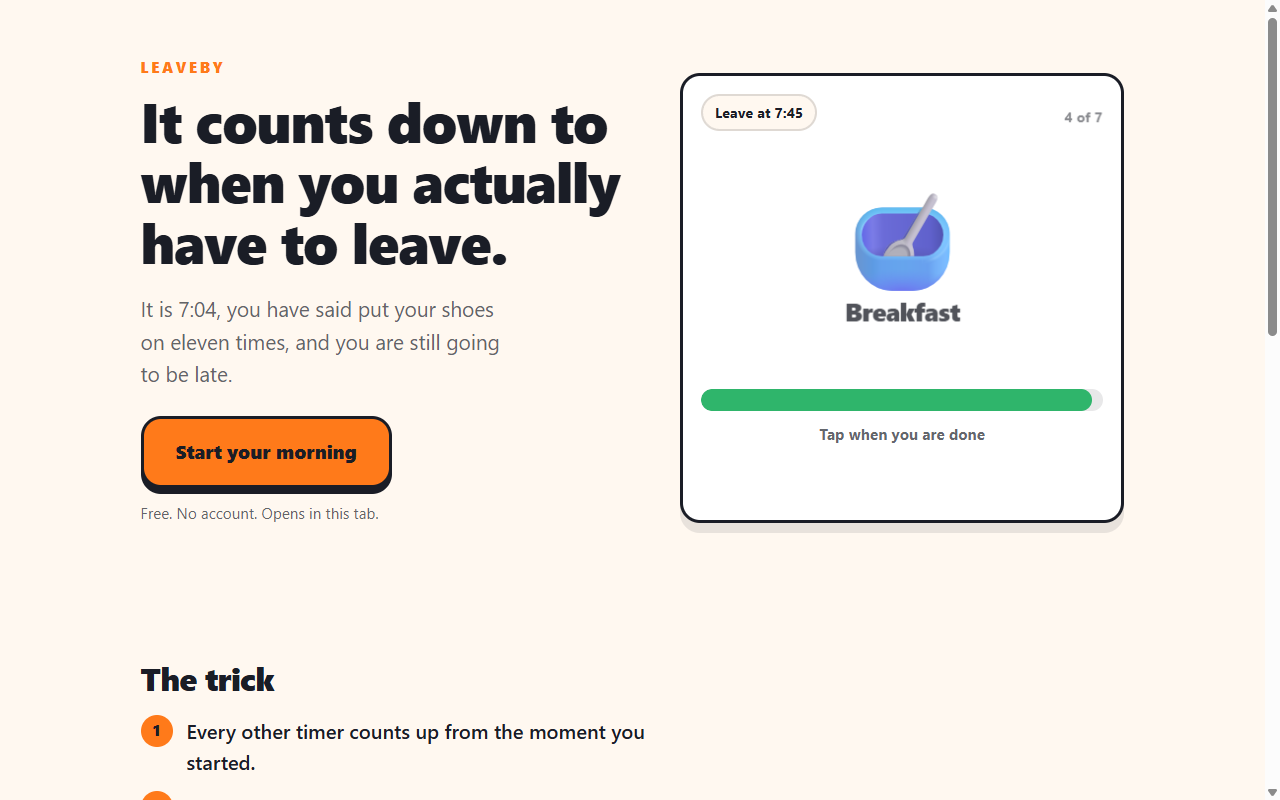 LEAVEBY
It counts down to
when you actually
have to leave.
It is 7:04, you have said put your shoes
on eleven times, and you are still going
to be late.
Start your morning
Free. No account. Opens in this tab.
Leave at 7:45
4 of 7
Breakfast
Tap when you are done
The trick
1
Every other timer counts up from the moment you
started.